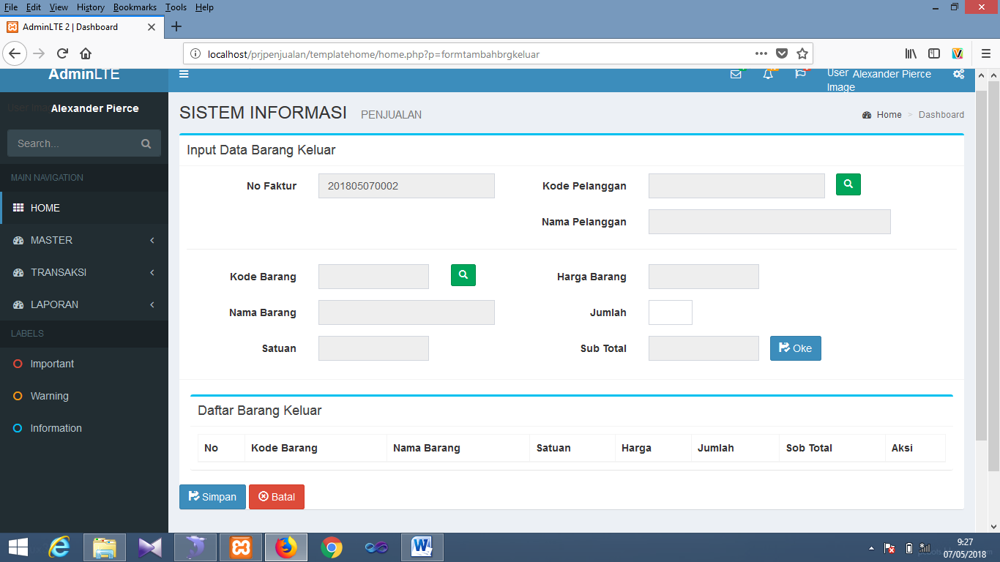 File Edit View History Bookmarks Tools Help
AdminLTE 2 | Dashboard
localhost/prjpenjualan/templatehome/home.php?p=formtambahbrgkeluar
AdminLTE
User Alexander Pierce
Image
Alexander Pierce
SISTEM INFORMASI PENJUALAN
Home > Dashboard
Search...
MAIN NAVIGATION
HOME
MASTER
TRANSAKSI
LAPORAN
LABELS
Important
Warning
Information
Input Data Barang Keluar
No Faktur 201805070002 Kode Pelanggan
Nama Pelanggan
Kode Barang Harga Barang
Nama Barang Jumlah
Satuan Sub Total Oke
Daftar Barang Keluar
No Kode Barang Nama Barang Satuan Harga Jumlah Sob Total Aksi
Simpan Batal
9:27
07/05/2018